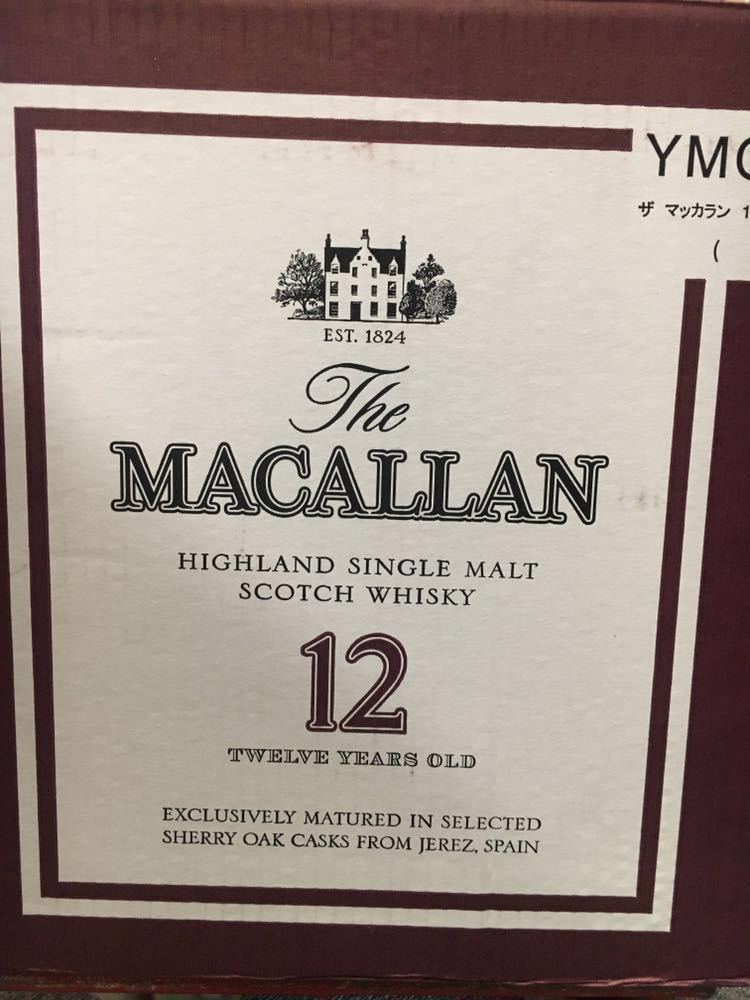 YMC
ザ マッカラン 1
(
EST. 1824
The
MACALLAN
HIGHLAND SINGLE MALT
SCOTCH WHISKY
12
TWELVE YEARS OLD
EXCLUSIVELY MATURED IN SELECTED
SHERRY OAK CASKS FROM JEREZ, SPAIN